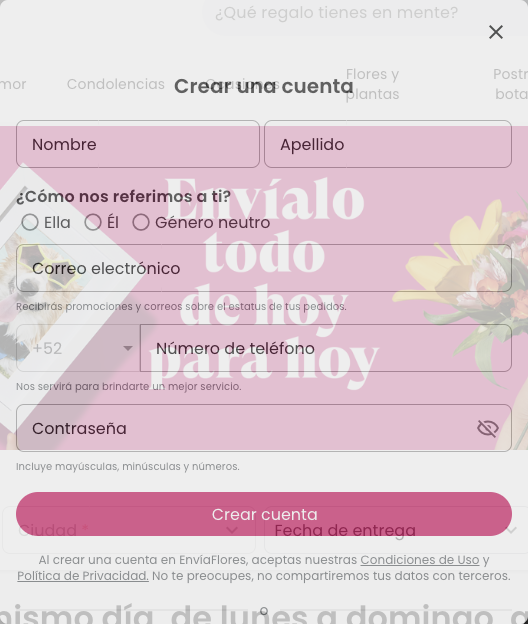 ¿Qué regalo tienes en mente?
mor
Condolencias
Ocasiones
Flores y
plantas
Postr
bota
Crear una cuenta
Nombre
Apellido
¿Cómo nos referimos a ti?
Ella
Él
Género neutro
Envíalo
todo
de hoy
para hoy
Correo electrónico
Recibirás promociones y correos sobre el estatus de tus pedidos.
+52
Número de teléfono
Nos servirá para brindarte un mejor servicio.
Contraseña
Incluye mayúsculas, minúsculas y números.
Crear cuenta
Ciudad *
Fecha de entrega
Al crear una cuenta en EnvíaFlores, aceptas nuestras Condiciones de Uso y
Política de Privacidad. No te preocupes, no compartiremos tus datos con terceros.
o
mismo día, de lunes a domingo, a